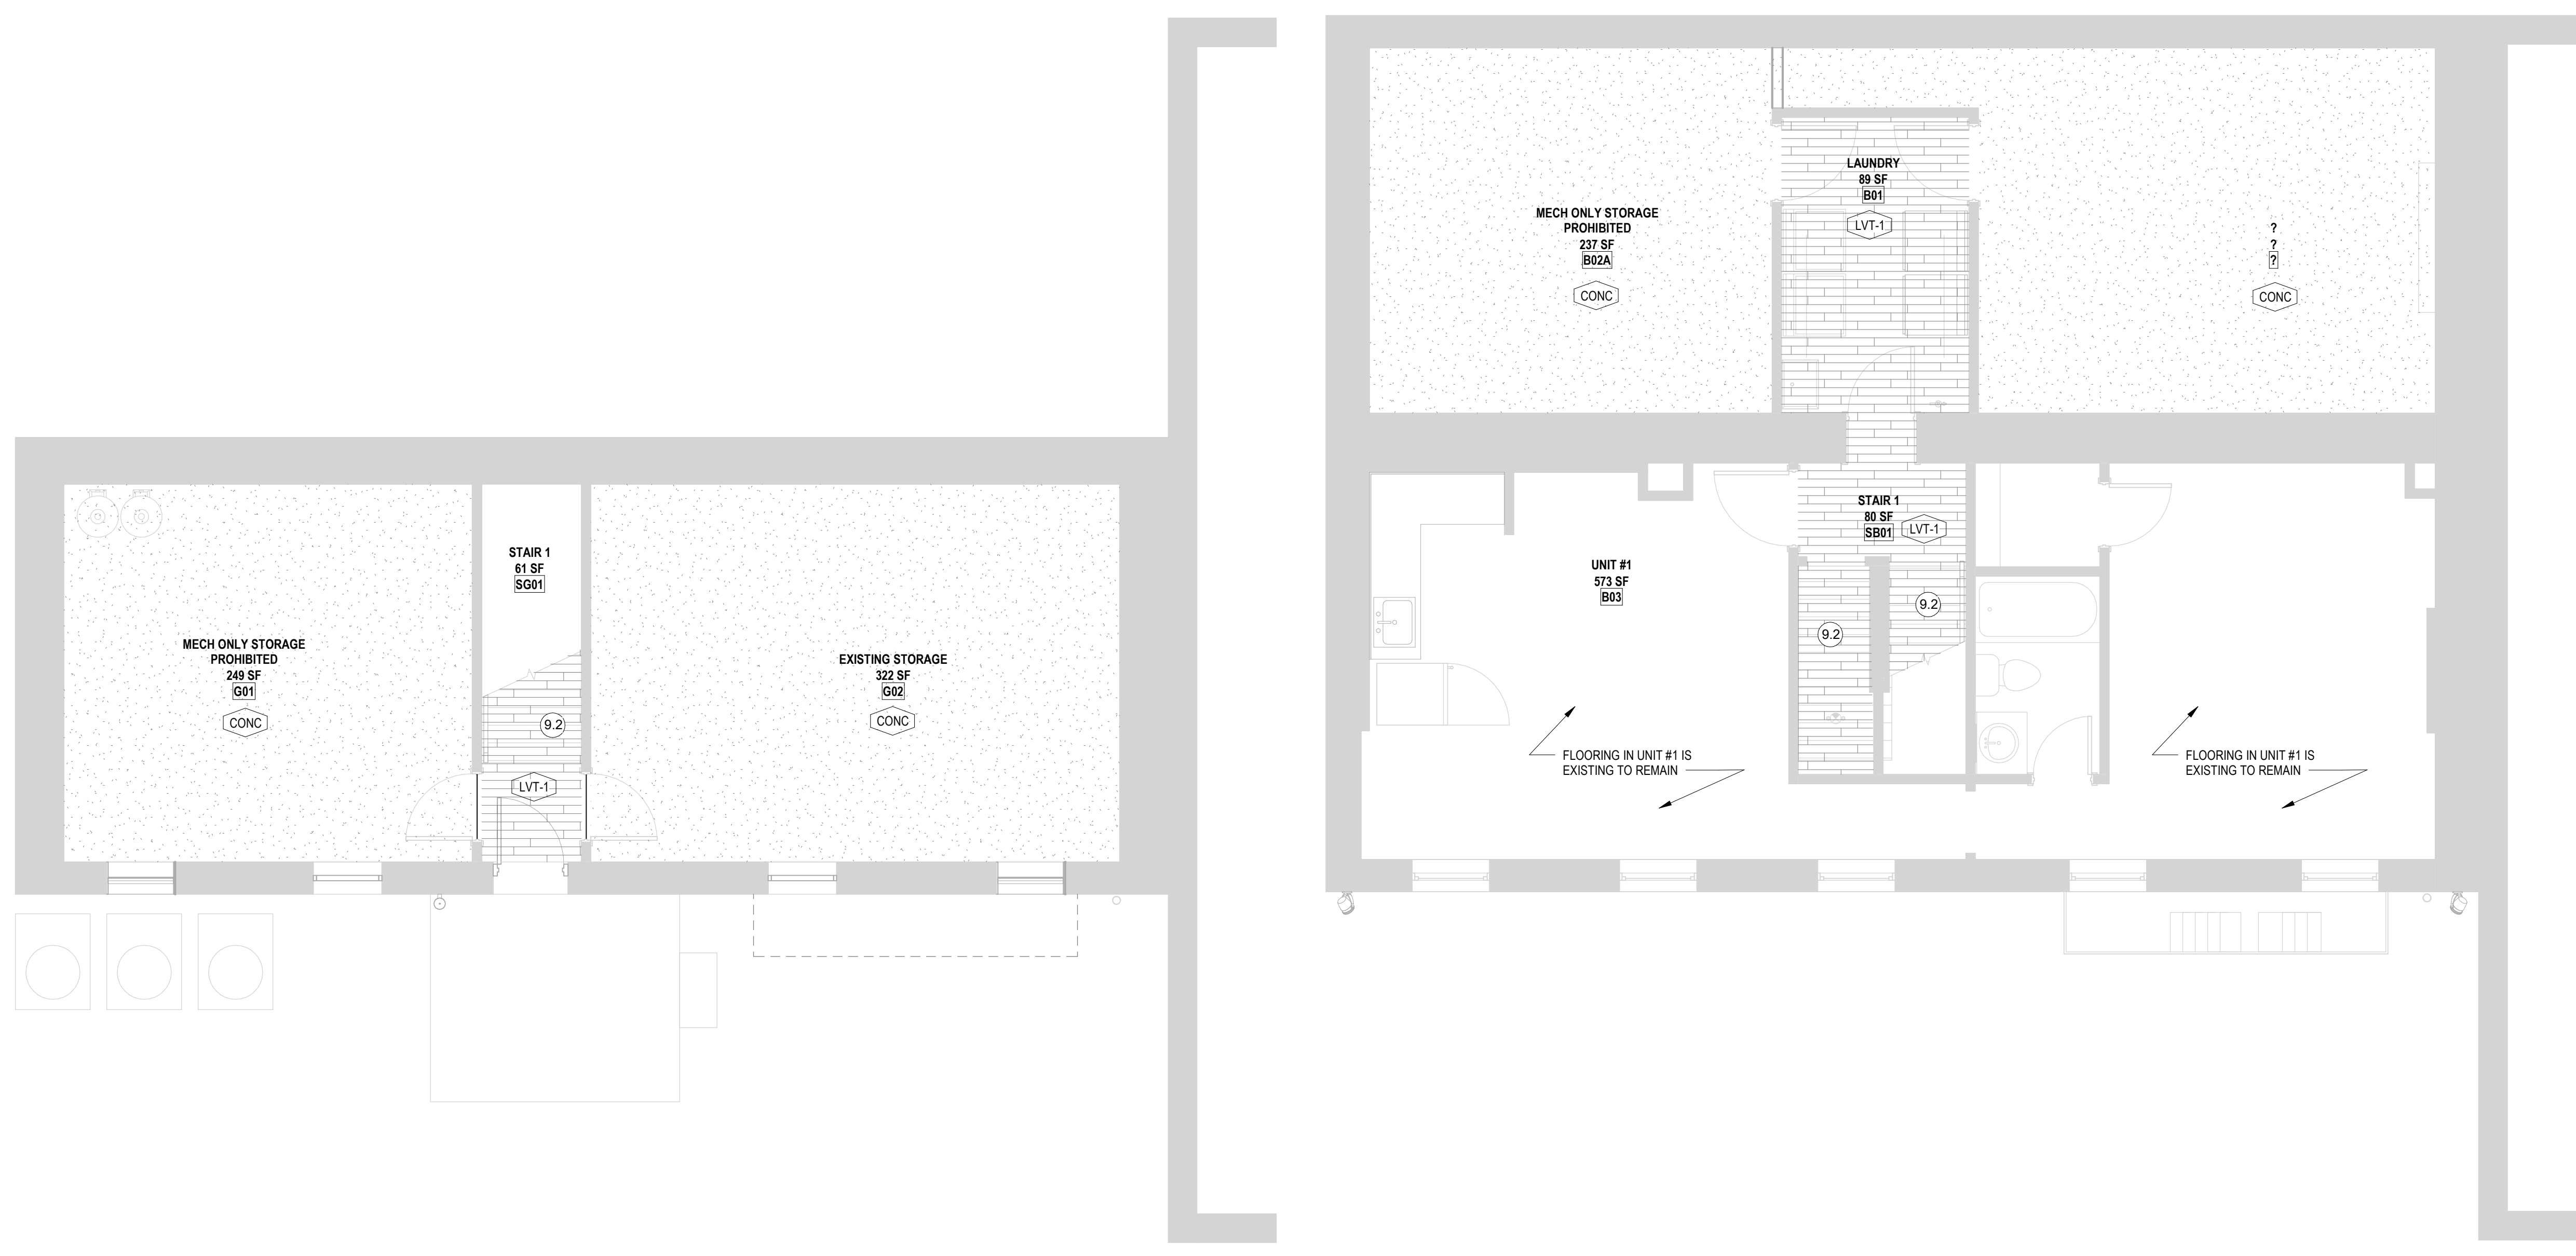 MECH ONLY STORAGE
PROHIBITED
249 SF
G01
CONC
STAIR 1
61 SF
SG01
9.2
LVT-1
EXISTING STORAGE
322 SF
G02
CONC
MECH ONLY STORAGE
PROHIBITED
237 SF
B02A
CONC
LAUNDRY
89 SF
B01
LVT-1
?
?
?
CONC
UNIT #1
573 SF
B03
STAIR 1
80 SF
SB01
LVT-1
9.2
9.2
FLOORING IN UNIT #1 IS
EXISTING TO REMAIN
FLOORING IN UNIT #1 IS
EXISTING TO REMAIN